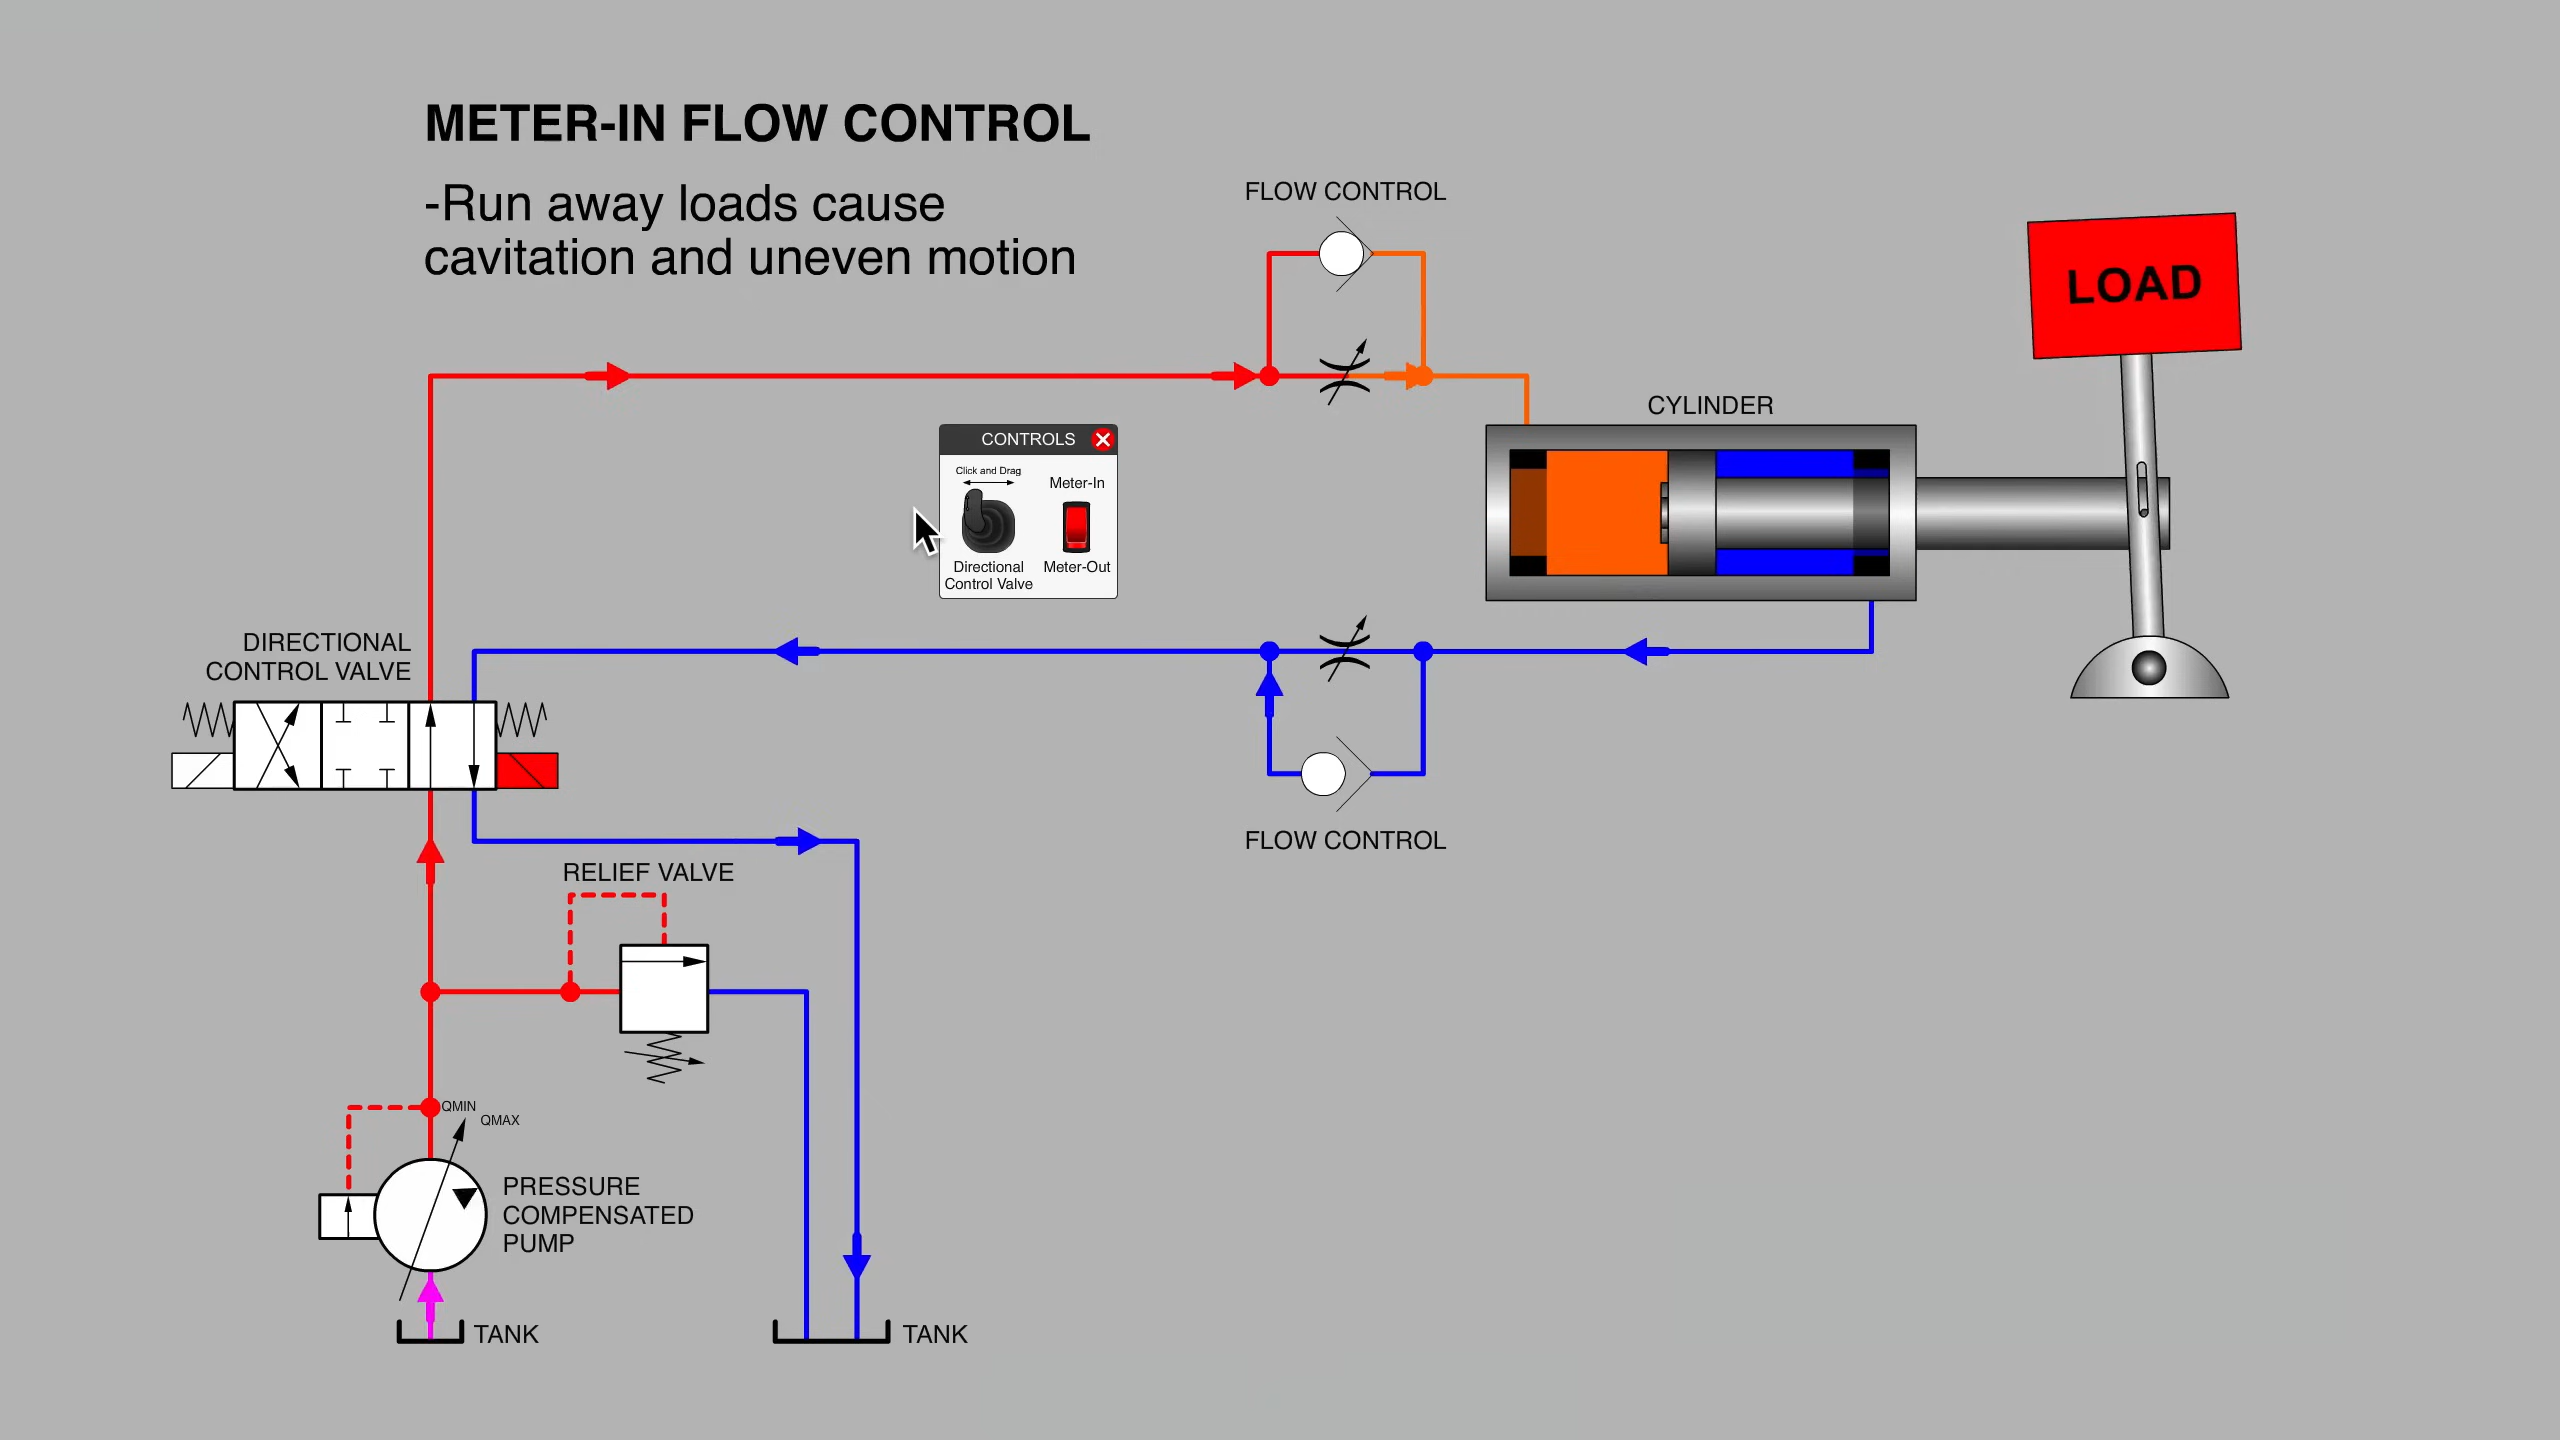 METER-IN FLOW CONTROL
-Run away loads cause
cavitation and uneven motion
FLOW CONTROL
LOAD
CYLINDER
CONTROLS
Click and Drag
Meter-In
Directional
Control Valve
Meter-Out
DIRECTIONAL
CONTROL VALVE
FLOW CONTROL
RELIEF VALVE
QMIN
QMAX
PRESSURE
COMPENSATED
PUMP
TANK
TANK